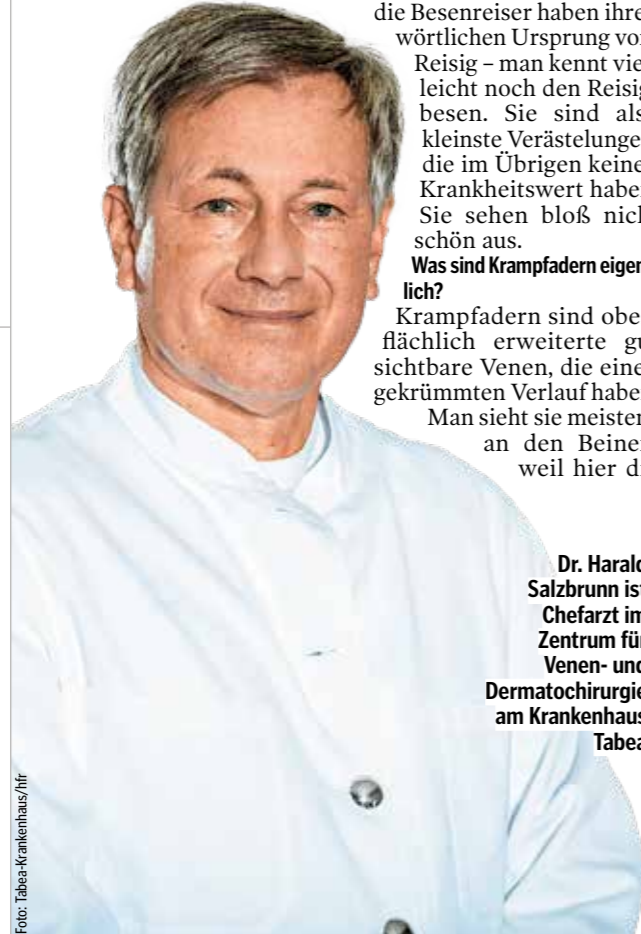 die Besenreiser haben ihre
wörtlichen Ursprung vo
Reisig – man kennt vie
leicht noch den Reisig
besen. Sie sind als
kleinste Verästelunge
die im Übrigen keine
Krankheitswert habe
Sie sehen bloß nich
schön aus.
Was sind Krampfadern eigen
lich?
Krampfadern sind obe
flächlich erweiterte gu
sichtbare Venen, die eine
gekrümmten Verlauf habe
Man sieht sie meisten
an den Beine
weil hier di
Dr. Harald
Salzbrunn ist
Chefarzt im
Zentrum für
Venen- und
Dermatochirurgie
am Krankenhaus
Tabea
Foto: Tabea-Krankenhaus/hfr